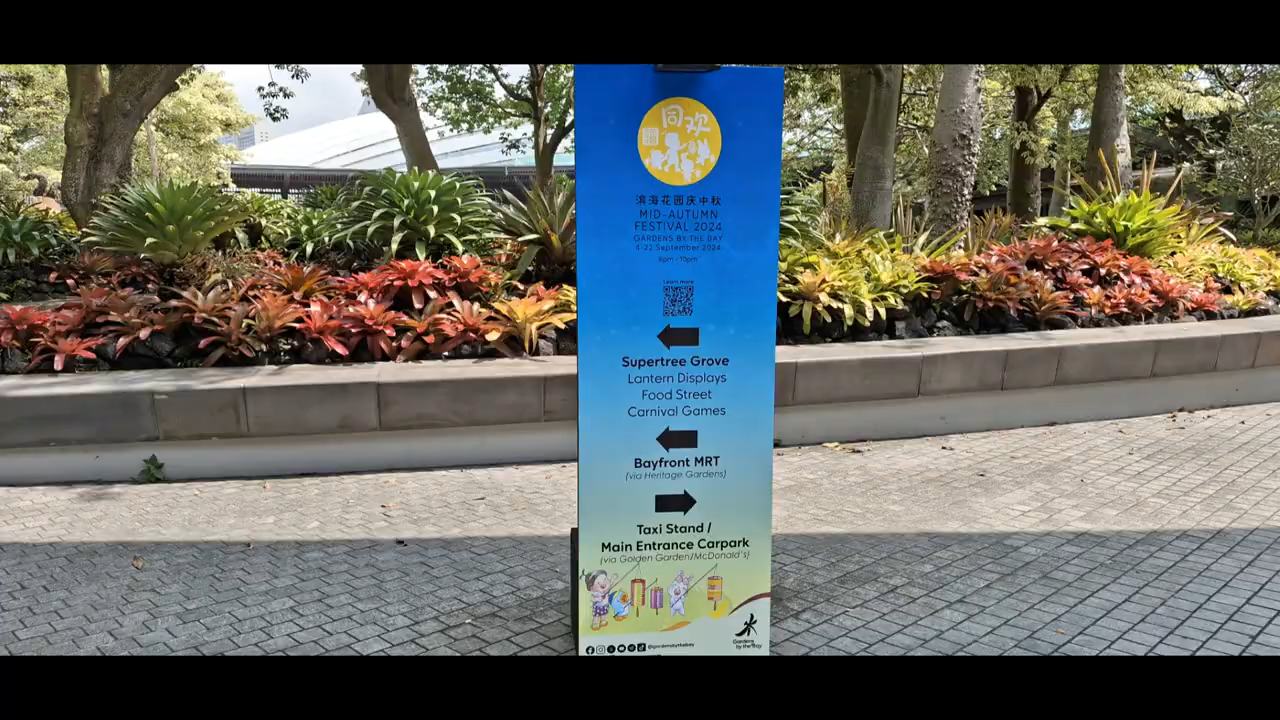 同欢
滨海花园庆中秋
MID-AUTUMN
FESTIVAL 2024
GARDENS BY THE BAY
4-22 September 2024
6pm - 10pm
Learn more
Supertree Grove
Lantern Displays
Food Street
Carnival Games
Bayfront MRT
(via Heritage Gardens)
Taxi Stand /
Main Entrance Carpark
(via Golden Garden/McDonald's)
@gardensbythebay
Gardens
by the Bay